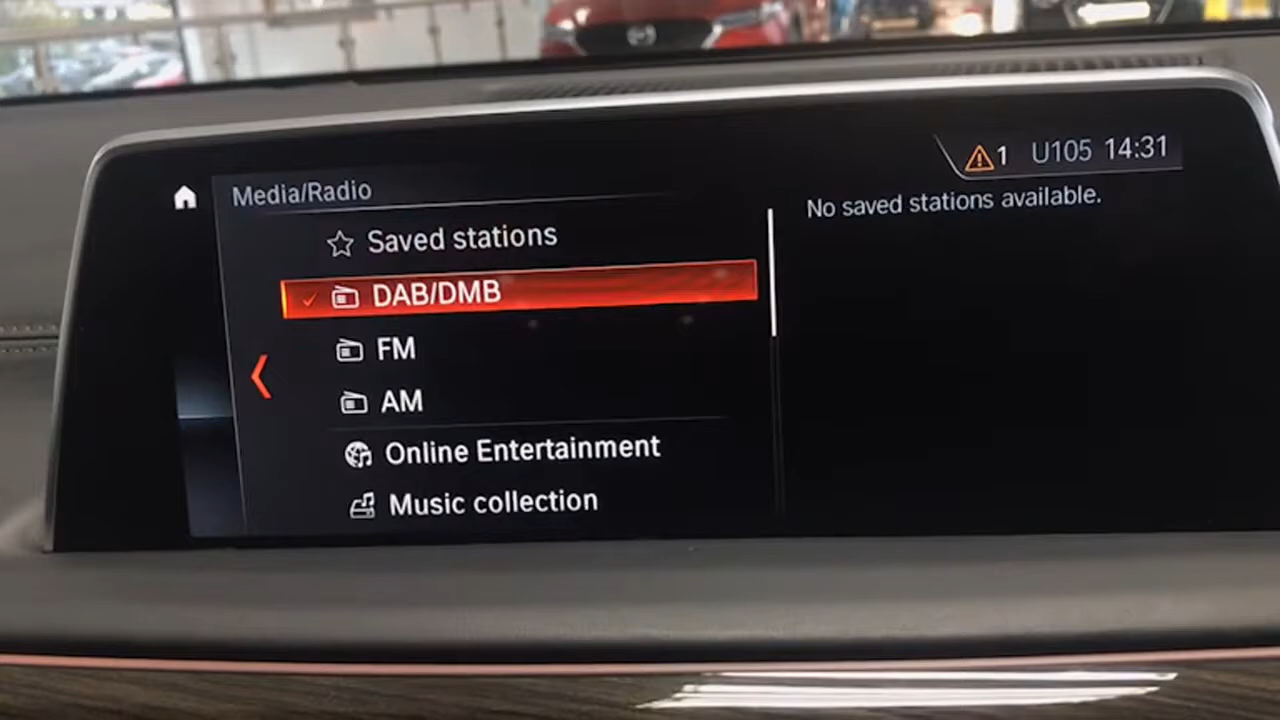 1 U105 14:31
Media/Radio
No saved stations available.
Saved stations
DAB/DMB
FM
AM
Online Entertainment
Music collection